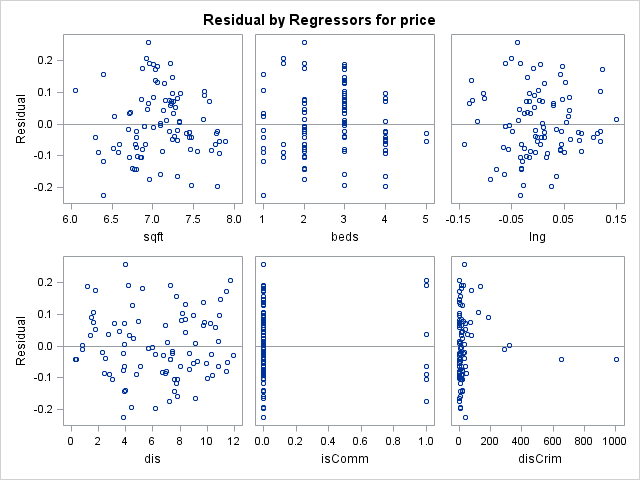 Residual by Regressors for price
Residual
0.2
0.1
0.0
-0.1
-0.2
6.0 6.5 7.0 7.5 8.0
sqft
1 2 3 4 5
beds
-0.15 -0.05 0.05 0.15
lng
Residual
0.2
0.1
0.0
-0.1
-0.2
0 2 4 6 8 10 12
dis
0.0 0.2 0.4 0.6 0.8 1.0
isComm
0 200 400 600 800 1000
disCrim